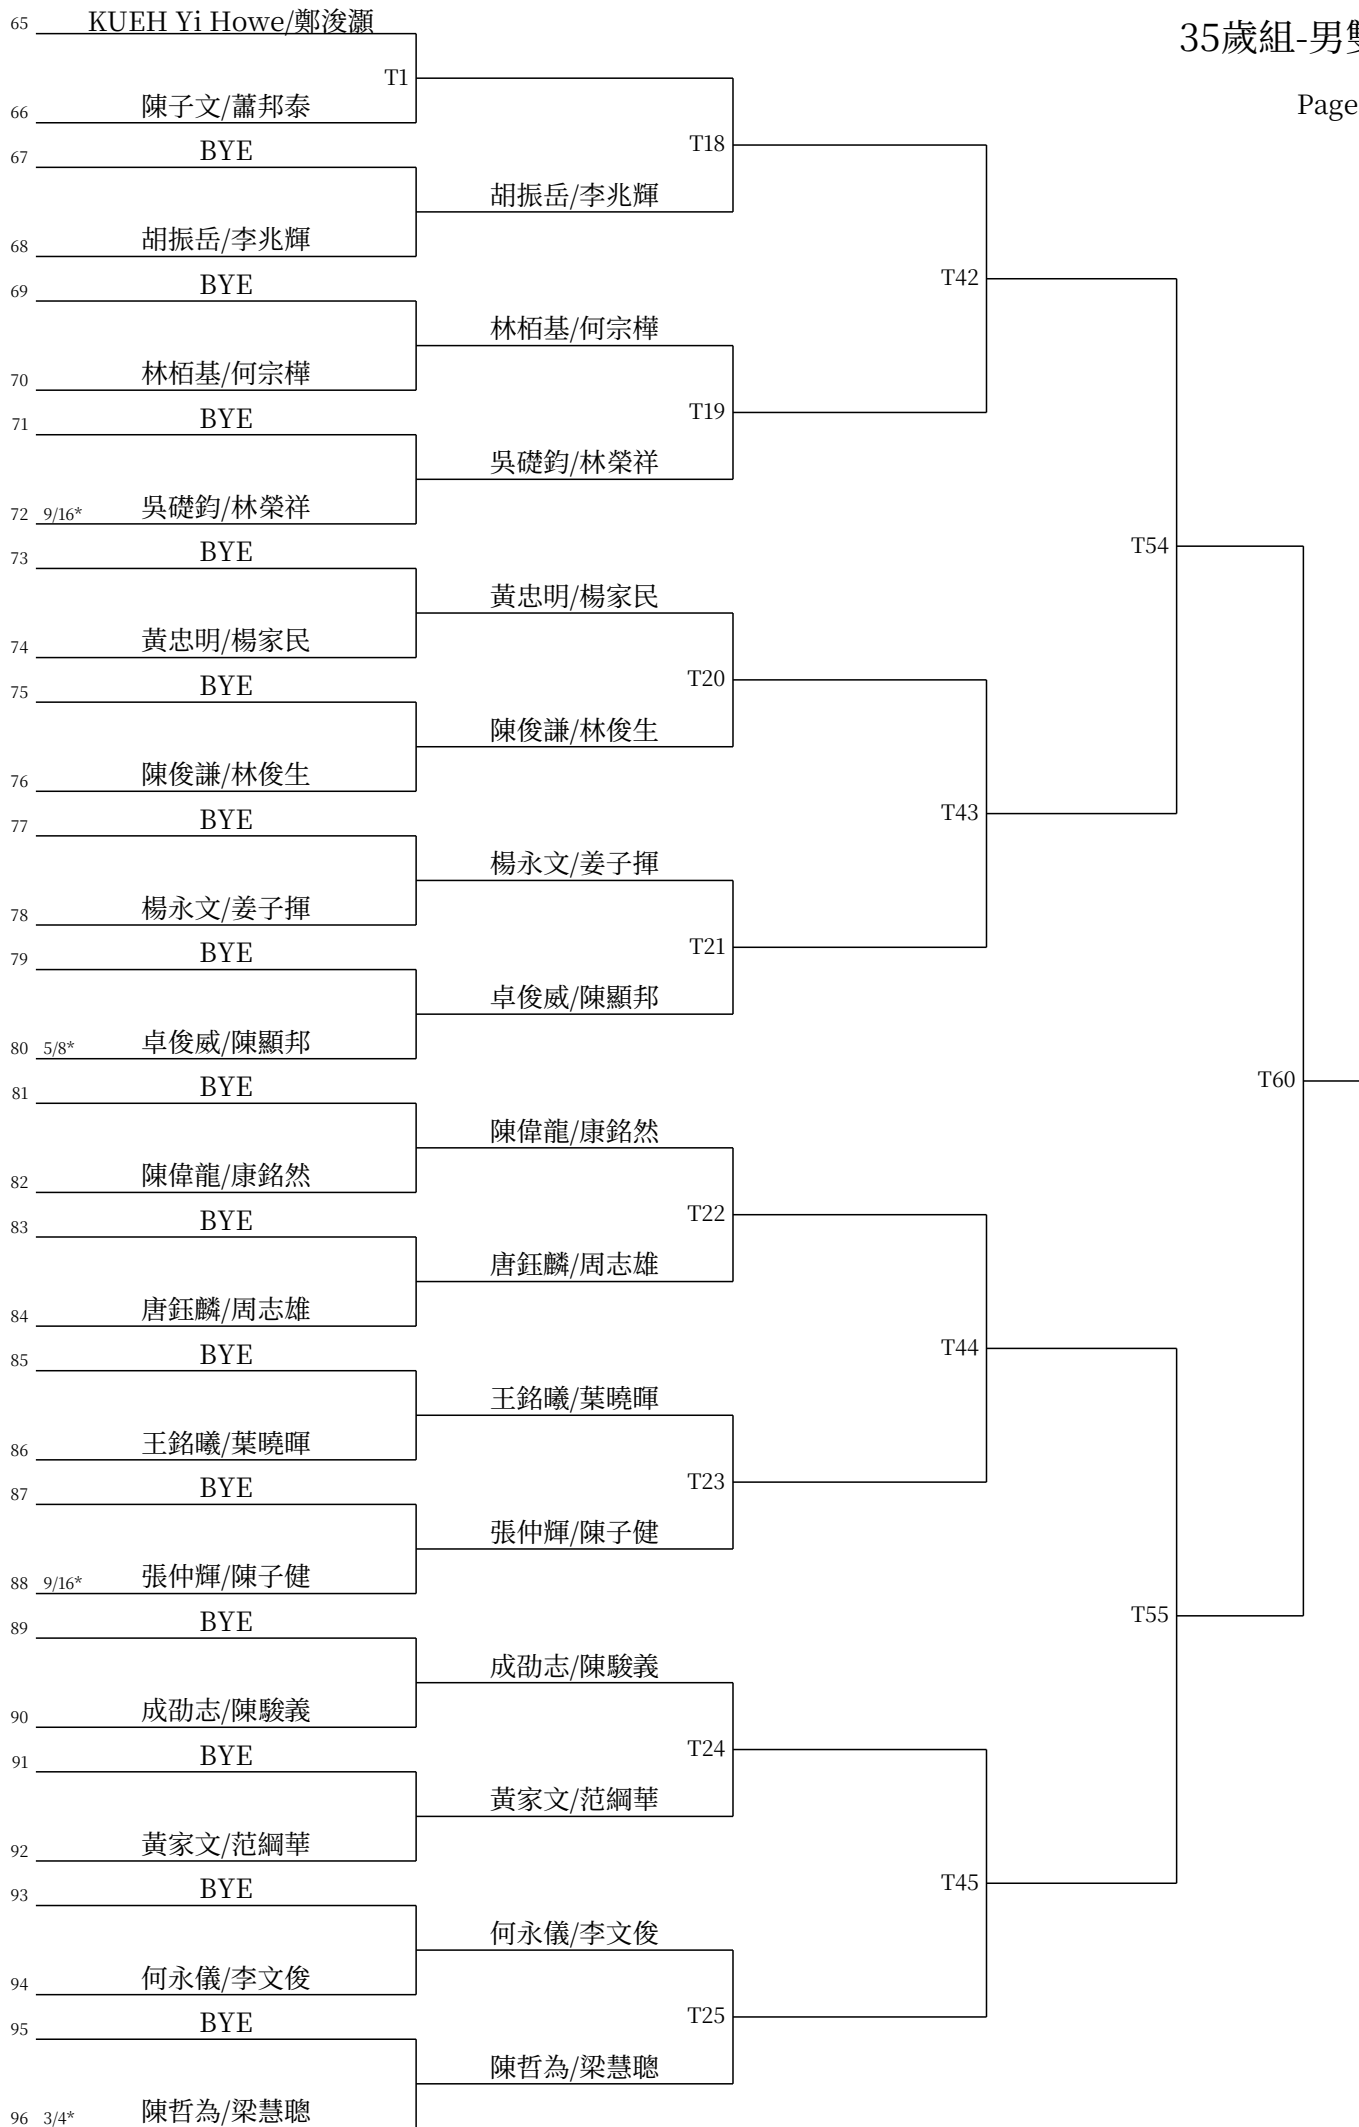 65 KUEH Yi Howe/鄭浚灝
35歲組-男雙
T1
66 陳子文/蕭邦泰
Page
67 BYE
T18
胡振岳/李兆輝
68 胡振岳/李兆輝
69 BYE
T42
林栢基/何宗樺
70 林栢基/何宗樺
71 BYE
T19
吳礎鈞/林榮祥
72 9/16* 吳礎鈞/林榮祥
73 BYE
T54
黃忠明/楊家民
74 黃忠明/楊家民
75 BYE
T20
陳俊謙/林俊生
76 陳俊謙/林俊生
77 BYE
T43
楊永文/姜子揮
78 楊永文/姜子揮
79 BYE
T21
卓俊威/陳顯邦
80 5/8* 卓俊威/陳顯邦
81 BYE
T60
陳偉龍/康銘然
82 陳偉龍/康銘然
83 BYE
T22
唐鈺麟/周志雄
84 唐鈺麟/周志雄
85 BYE
T44
王銘曦/葉曉暉
86 王銘曦/葉曉暉
87 BYE
T23
張仲輝/陳子健
88 9/16* 張仲輝/陳子健
89 BYE
T55
成劭志/陳駿義
90 成劭志/陳駿義
91 BYE
T24
黃家文/范綱華
92 黃家文/范綱華
93 BYE
T45
何永儀/李文俊
94 何永儀/李文俊
95 BYE
T25
陳哲為/梁慧聰
96 3/4* 陳哲為/梁慧聰